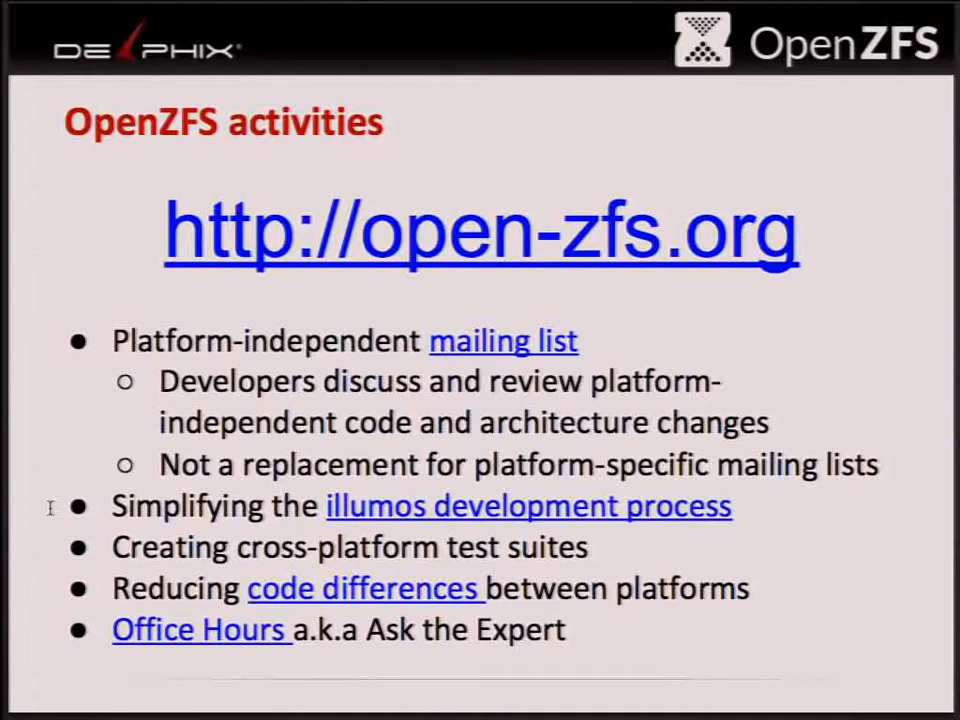 DELPHIX
OpenZFS
OpenZFS activities
http://open-zfs.org
● Platform-independent mailing list
○ Developers discuss and review platform-
independent code and architecture changes
○ Not a replacement for platform-specific mailing lists
● Simplifying the illumos development process
● Creating cross-platform test suites
● Reducing code differences between platforms
● Office Hours a.k.a Ask the Expert